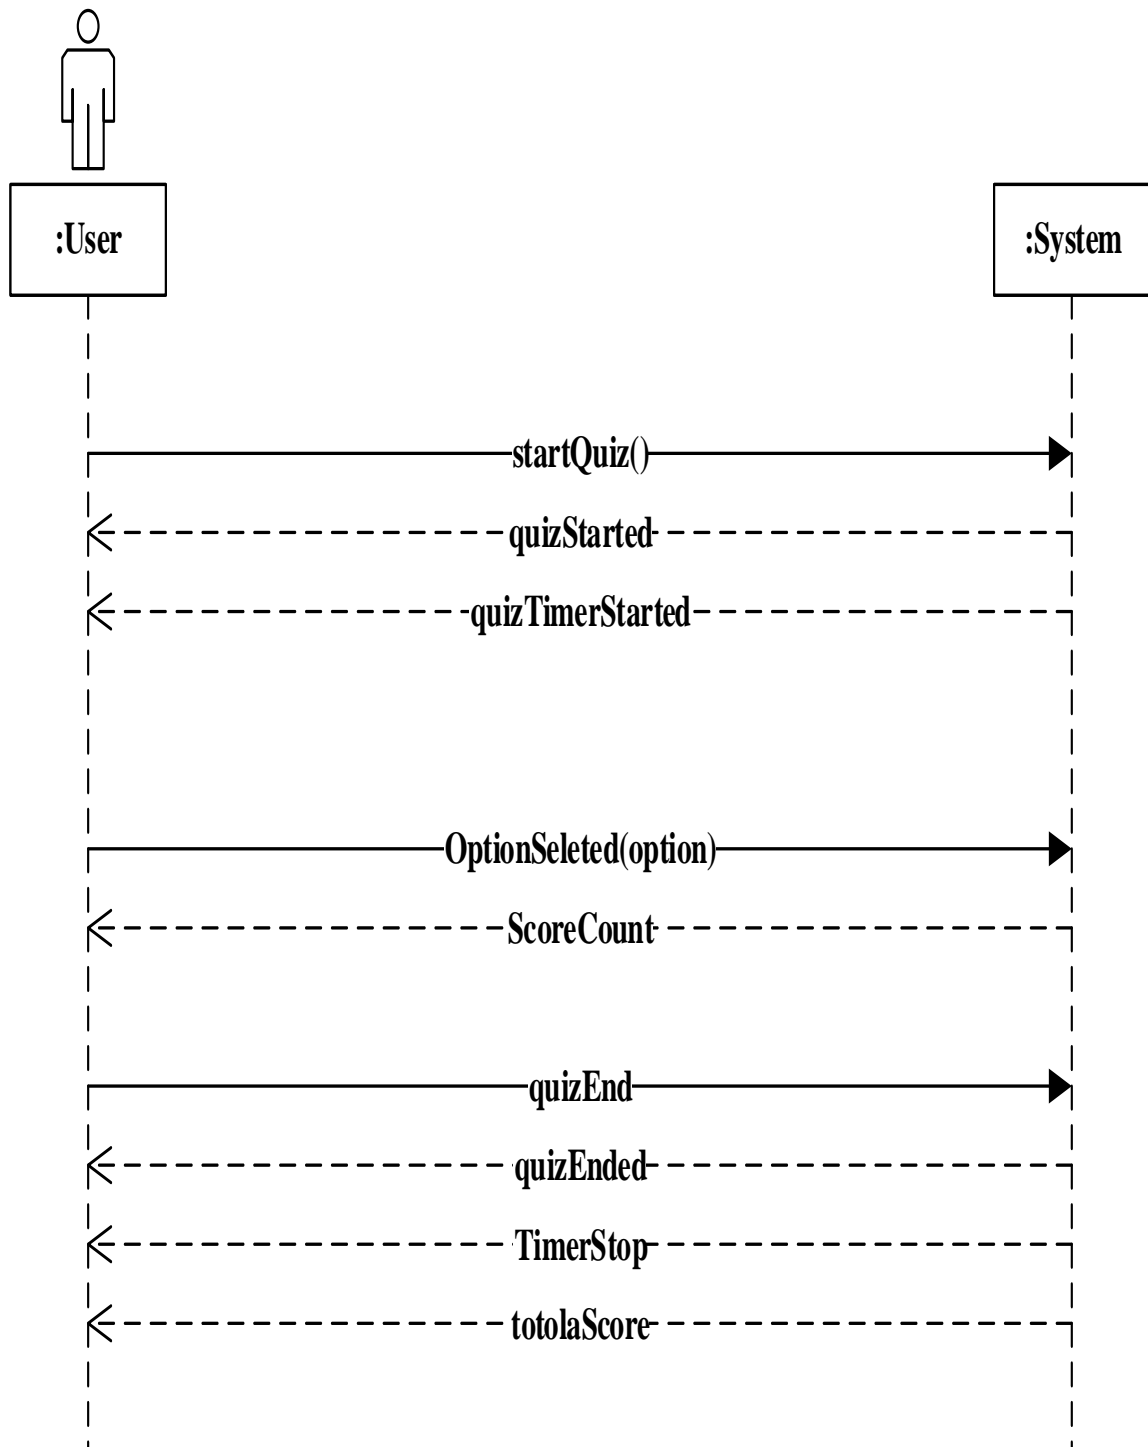 :User
:System
startQuiz()
quizStarted
quizTimerStarted
OptionSeleted(option)
ScoreCount
quizEnd
quizEnded
TimerStop
totolaScore